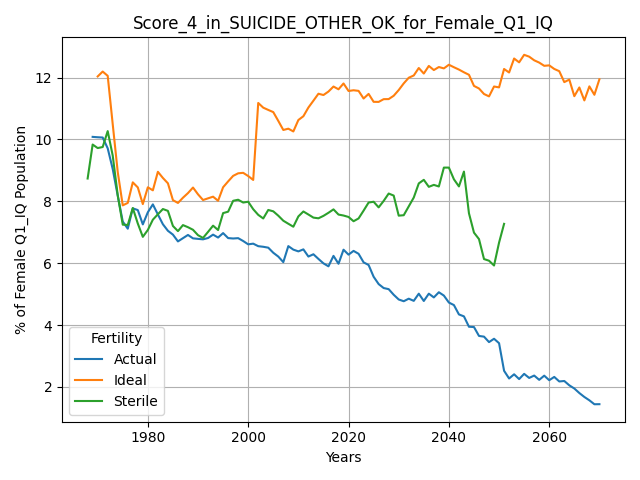 Score_4_in_SUICIDE_OTHER_OK_for_Female_Q1_IQ
% of Female Q1_IQ Population
12
10
8
6
4
2
Fertility
Actual
Ideal
Sterile
1980 2000 2020 2040 2060
Years